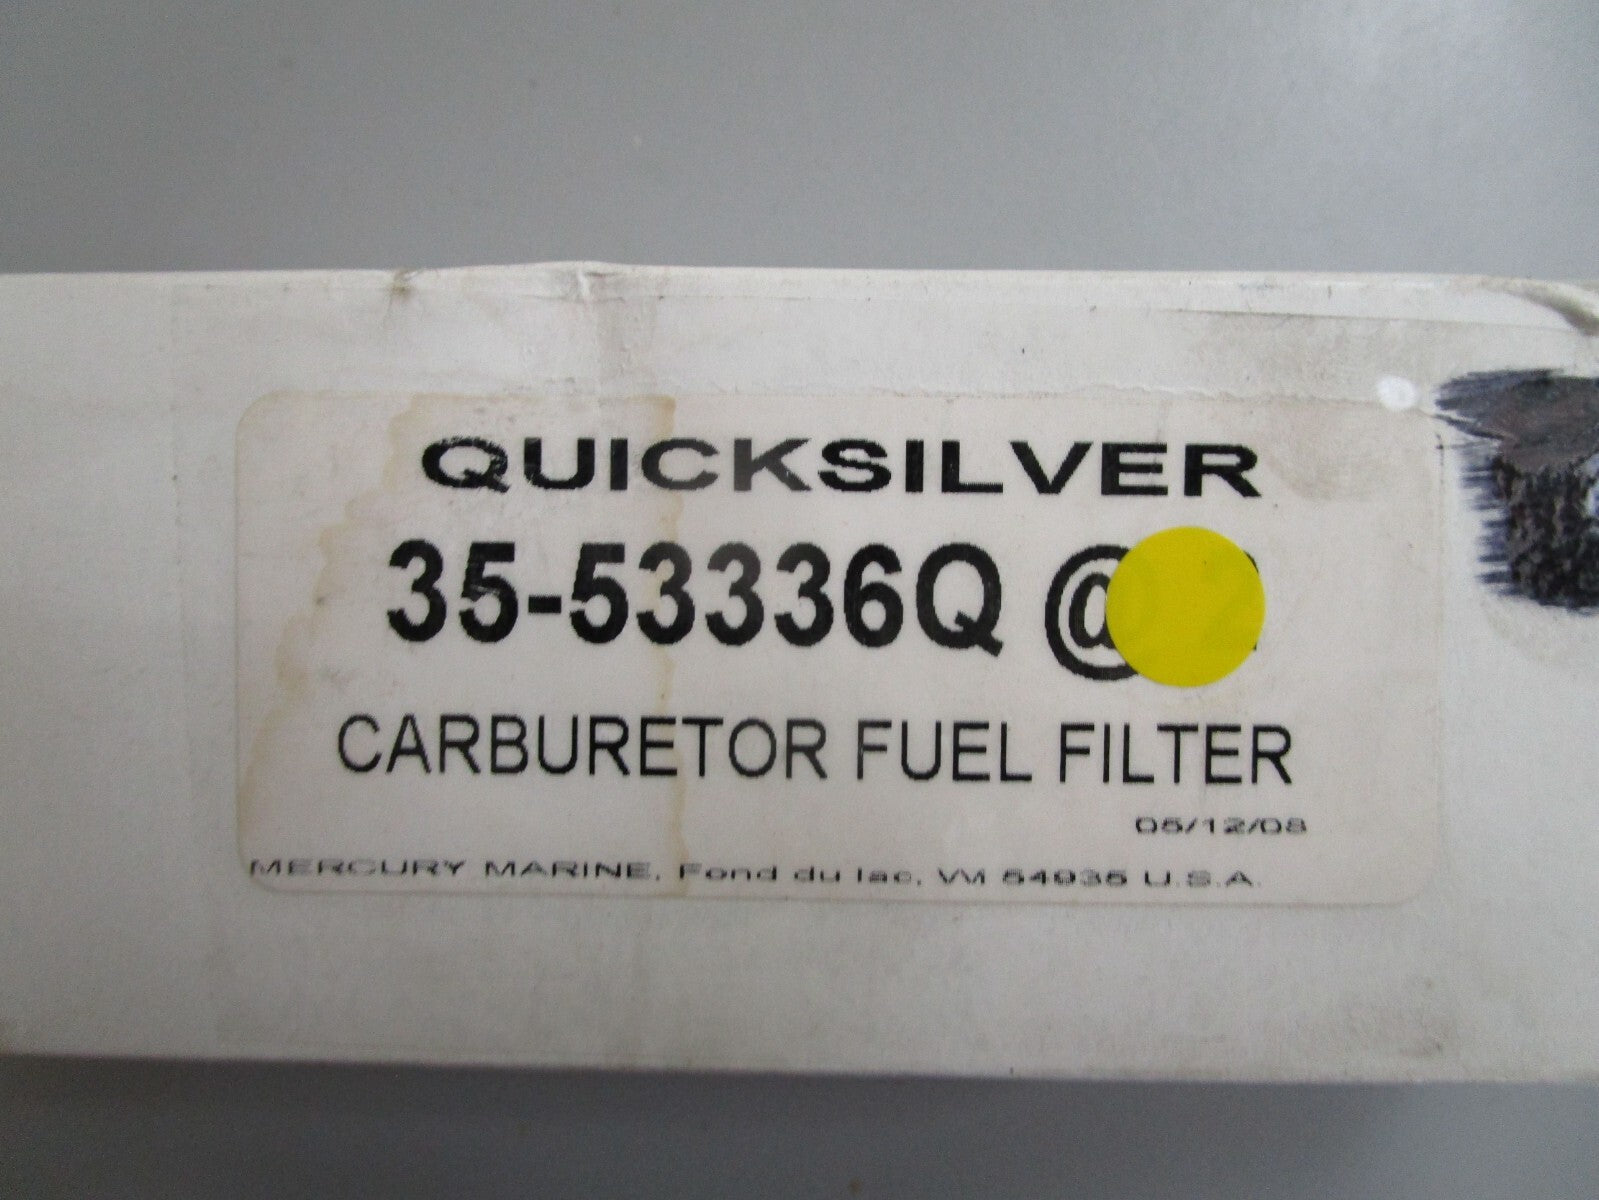 QUICKSILVER
35-53336Q @
CARBURETOR FUEL FILTER
05/12/08
MERCURY MARINE, Fond du lac, WI 54935 U.S.A.